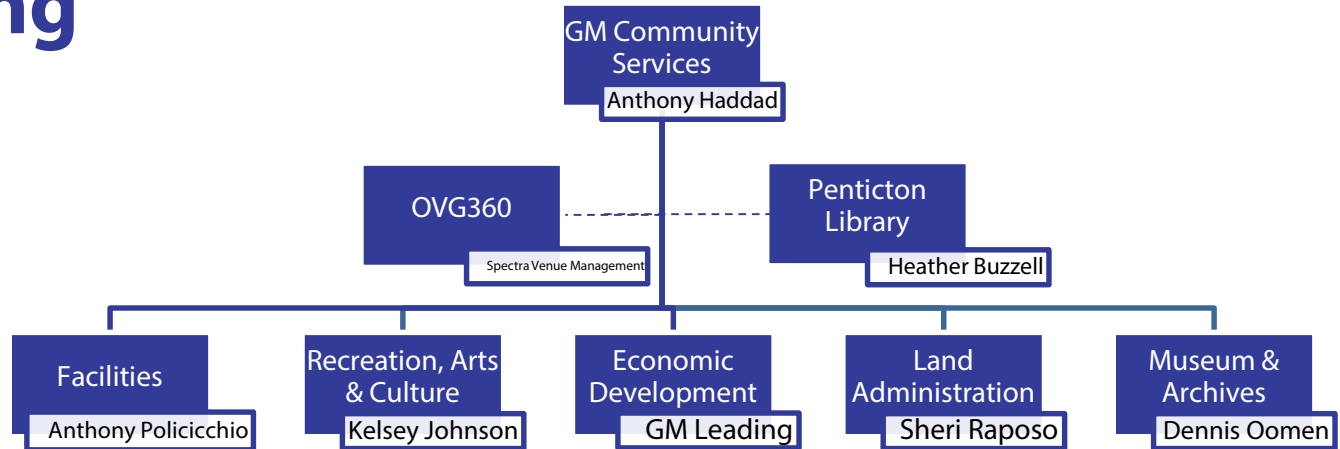 ng
GM Community
Services
Anthony Haddad
OVG360
Spectra Venue Management
Penticton
Library
Heather Buzzell
Facilities
Anthony Policicchio
Recreation, Arts
& Culture
Kelsey Johnson
Economic
Development
GM Leading
Land
Administration
Sheri Raposo
Museum &
Archives
Dennis Oomen